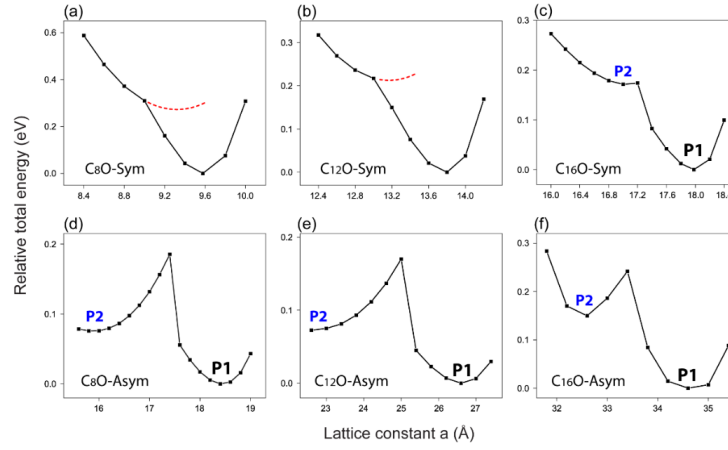 (a)
0.6
0.4
0.2
0.0
C8O-Sym
8.4
8.8
9.2
9.6
10.0
(b)
0.3
0.2
0.1
0.0
C12O-Sym
12.4
12.8
13.2
13.6
14.0
(c)
0.3
0.2
0.1
0.0
P2
P1
C16O-Sym
16.0
16.4
16.8
17.2
17.6
18.0
18.4
Relative total energy (eV)
(d)
0.2
0.1
0.0
P2
P1
C8O-Asym
16
17
18
19
(e)
0.2
0.1
0.0
P2
P1
C12O-Asym
23
24
25
26
27
(f)
0.3
0.2
0.1
0.0
P2
P1
C16O-Asym
32
33
34
35
Lattice constant a (Å)